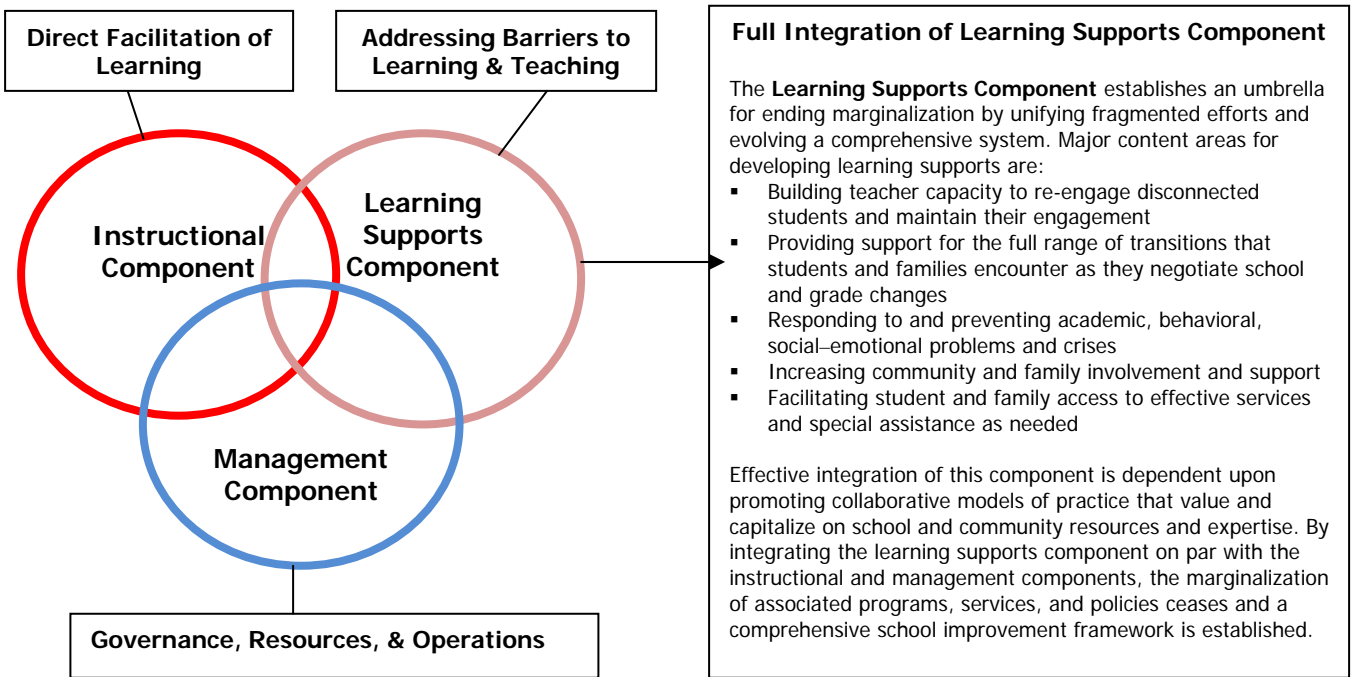 Direct Facilitation of
Learning
Addressing Barriers to
Learning & Teaching
Instructional
Component
Learning
Supports
Component
Management
Component
Governance, Resources, & Operations
Full Integration of Learning Supports Component
The Learning Supports Component establishes an umbrella
for ending marginalization by unifying fragmented efforts and
evolving a comprehensive system. Major content areas for
developing learning supports are:
▪ Building teacher capacity to re-engage disconnected
students and maintain their engagement
▪ Providing support for the full range of transitions that
students and families encounter as they negotiate school
and grade changes
▪ Responding to and preventing academic, behavioral,
social–emotional problems and crises
▪ Increasing community and family involvement and support
▪ Facilitating student and family access to effective services
and special assistance as needed
Effective integration of this component is dependent upon
promoting collaborative models of practice that value and
capitalize on school and community resources and expertise. By
integrating the learning supports component on par with the
instructional and management components, the marginalization
of associated programs, services, and policies ceases and a
comprehensive school improvement framework is established.